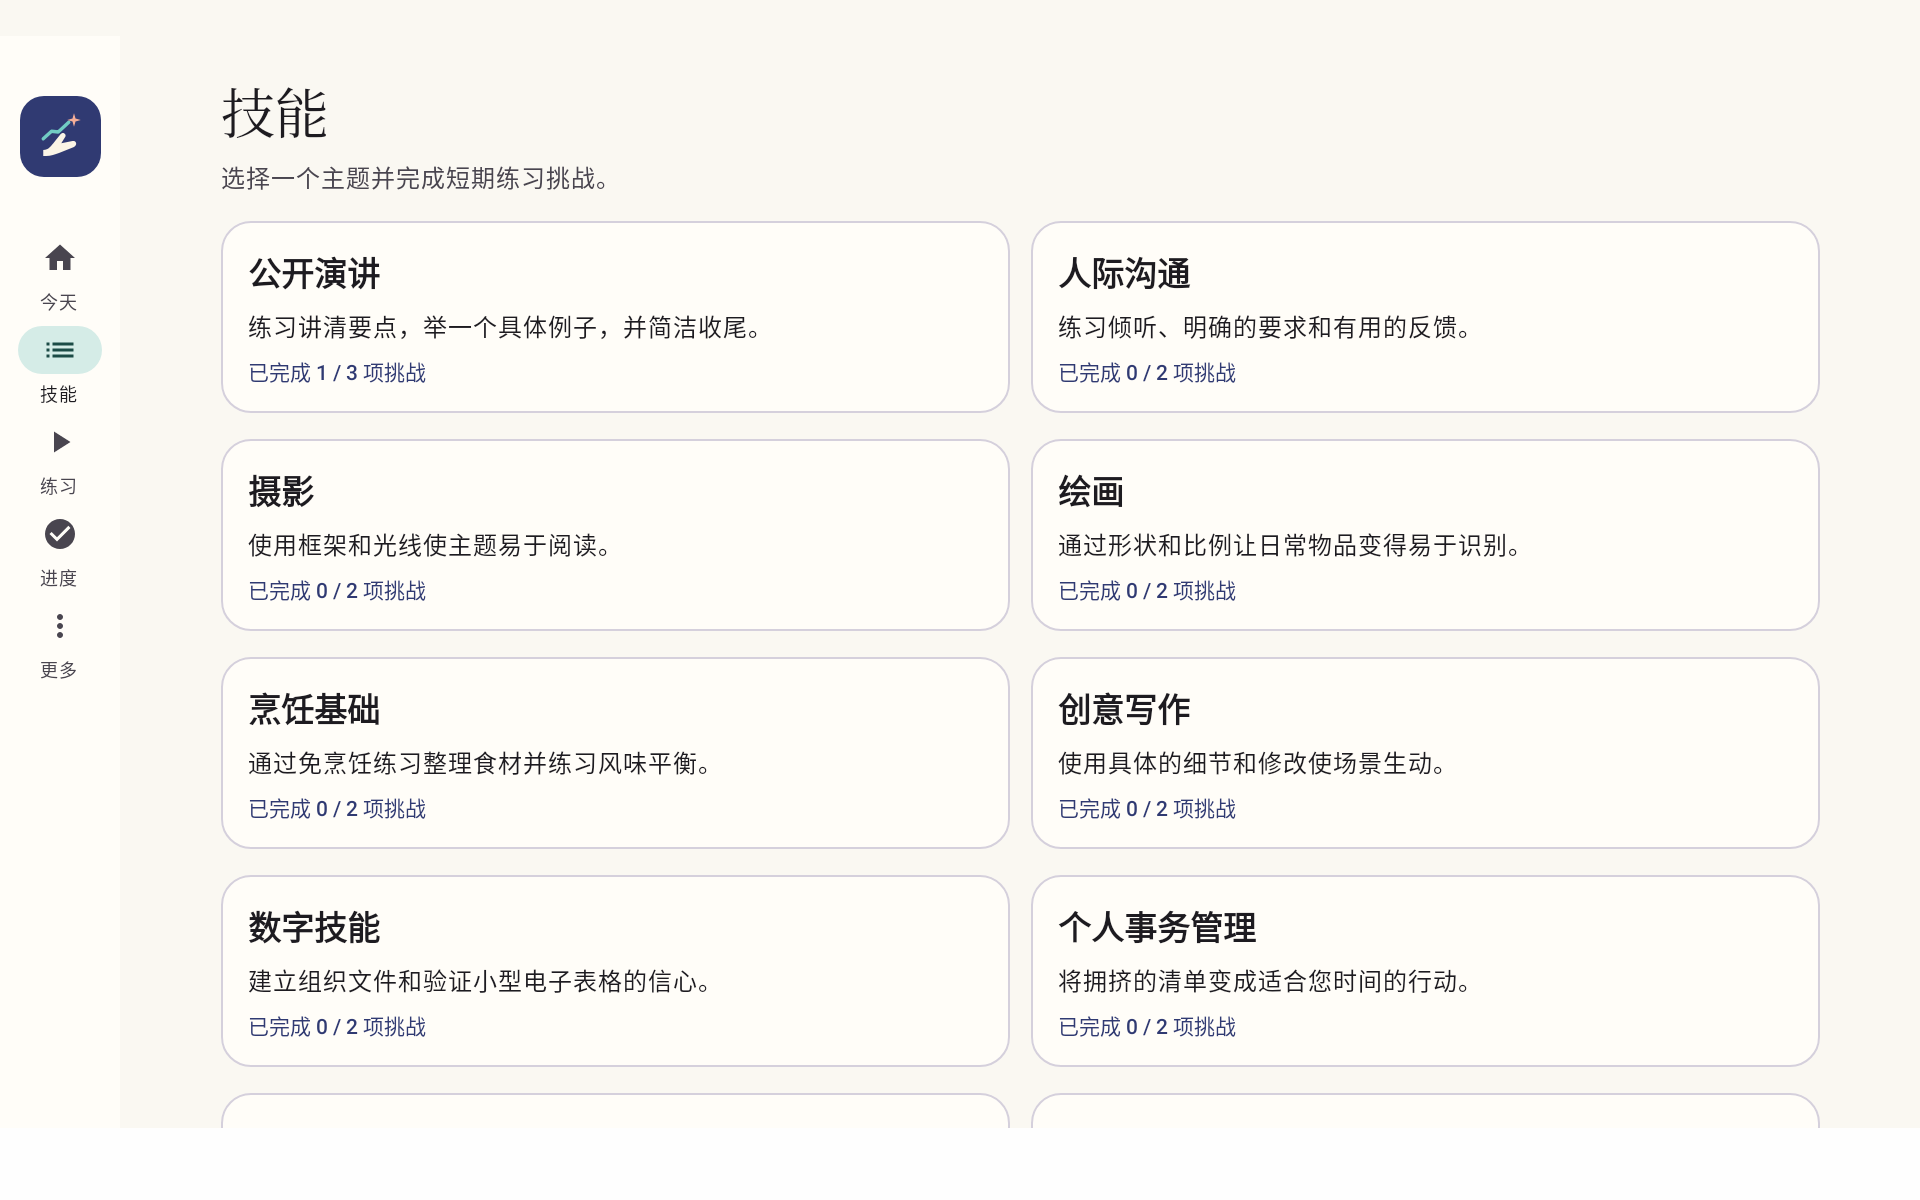 技能
选择一个主题并完成短期练习挑战。
今天
技能
练习
进度
更多
公开演讲
练习讲清要点，举一个具体例子，并简洁收尾。
已完成 1 / 3 项挑战
人际沟通
练习倾听、明确的要求和有用的反馈。
已完成 0 / 2 项挑战
摄影
使用框架和光线使主题易于阅读。
已完成 0 / 2 项挑战
绘画
通过形状和比例让日常物品变得易于识别。
已完成 0 / 2 项挑战
烹饪基础
通过免烹饪练习整理食材并练习风味平衡。
已完成 0 / 2 项挑战
创意写作
使用具体的细节和修改使场景生动。
已完成 0 / 2 项挑战
数字技能
建立组织文件和验证小型电子表格的信心。
已完成 0 / 2 项挑战
个人事务管理
将拥挤的清单变成适合您时间的行动。
已完成 0 / 2 项挑战